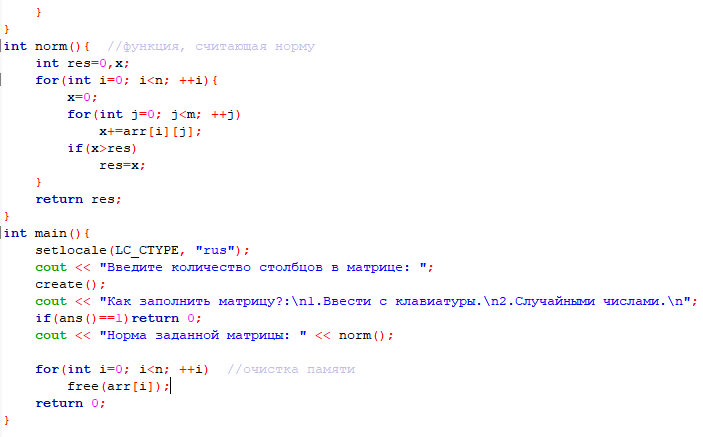 }
}
int norm(){  //функция, считающая норму
    int res=0,x;
    for(int i=0; i<n; ++i){
        x=0;
        for(int j=0; j<m; ++j)
            x+=arr[i][j];
        if(x>res)
            res=x;
    }
    return res;
}
int main(){
    setlocale(LC_CTYPE, "rus");
    cout << "Введите количество столбцов в матрице: ";
    create();
    cout << "Как заполнить матрицу?:\n1.Ввести с клавиатуры.\n2.Случайными числами.\n";
    if(ans()==1)return 0;
    cout << "Норма заданной матрицы: " << norm();
    for(int i=0; i<n; ++i)  //очистка памяти
        free(arr[i]);
    return 0;
}